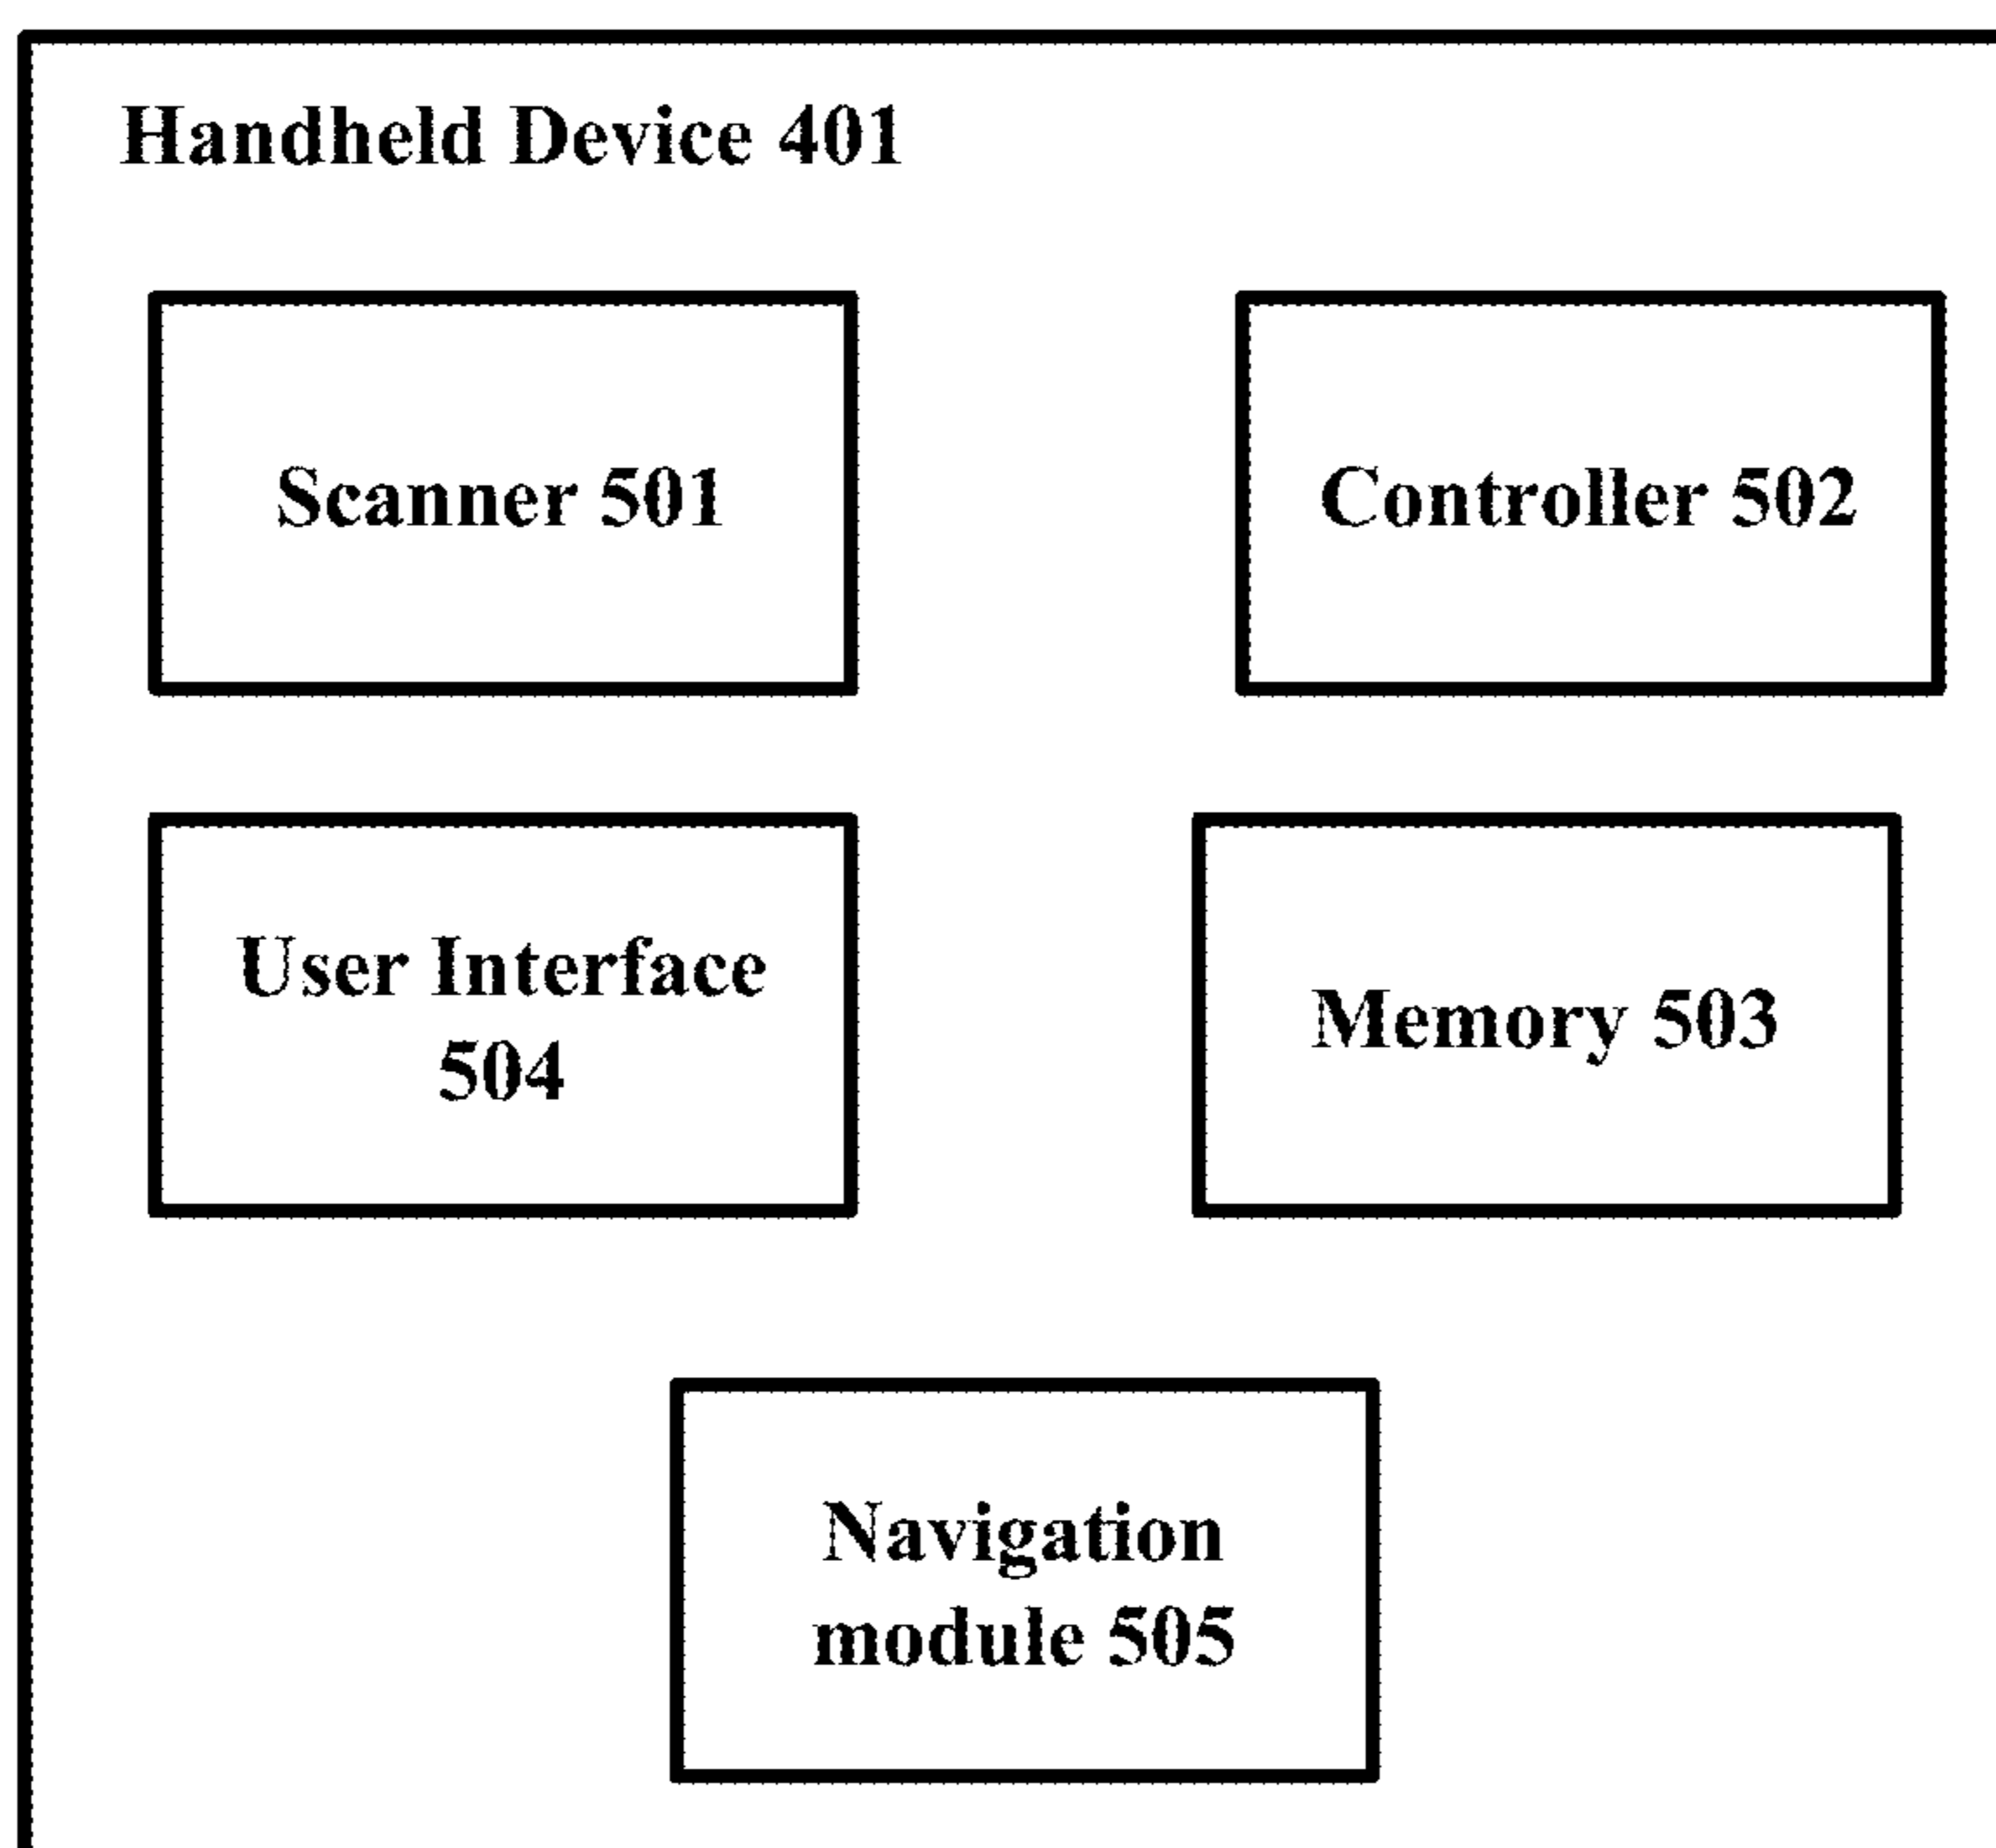 Handheld Device 401
Scanner 501
Controller 502
User Interface
504
Memory 503
Navigation
module 505